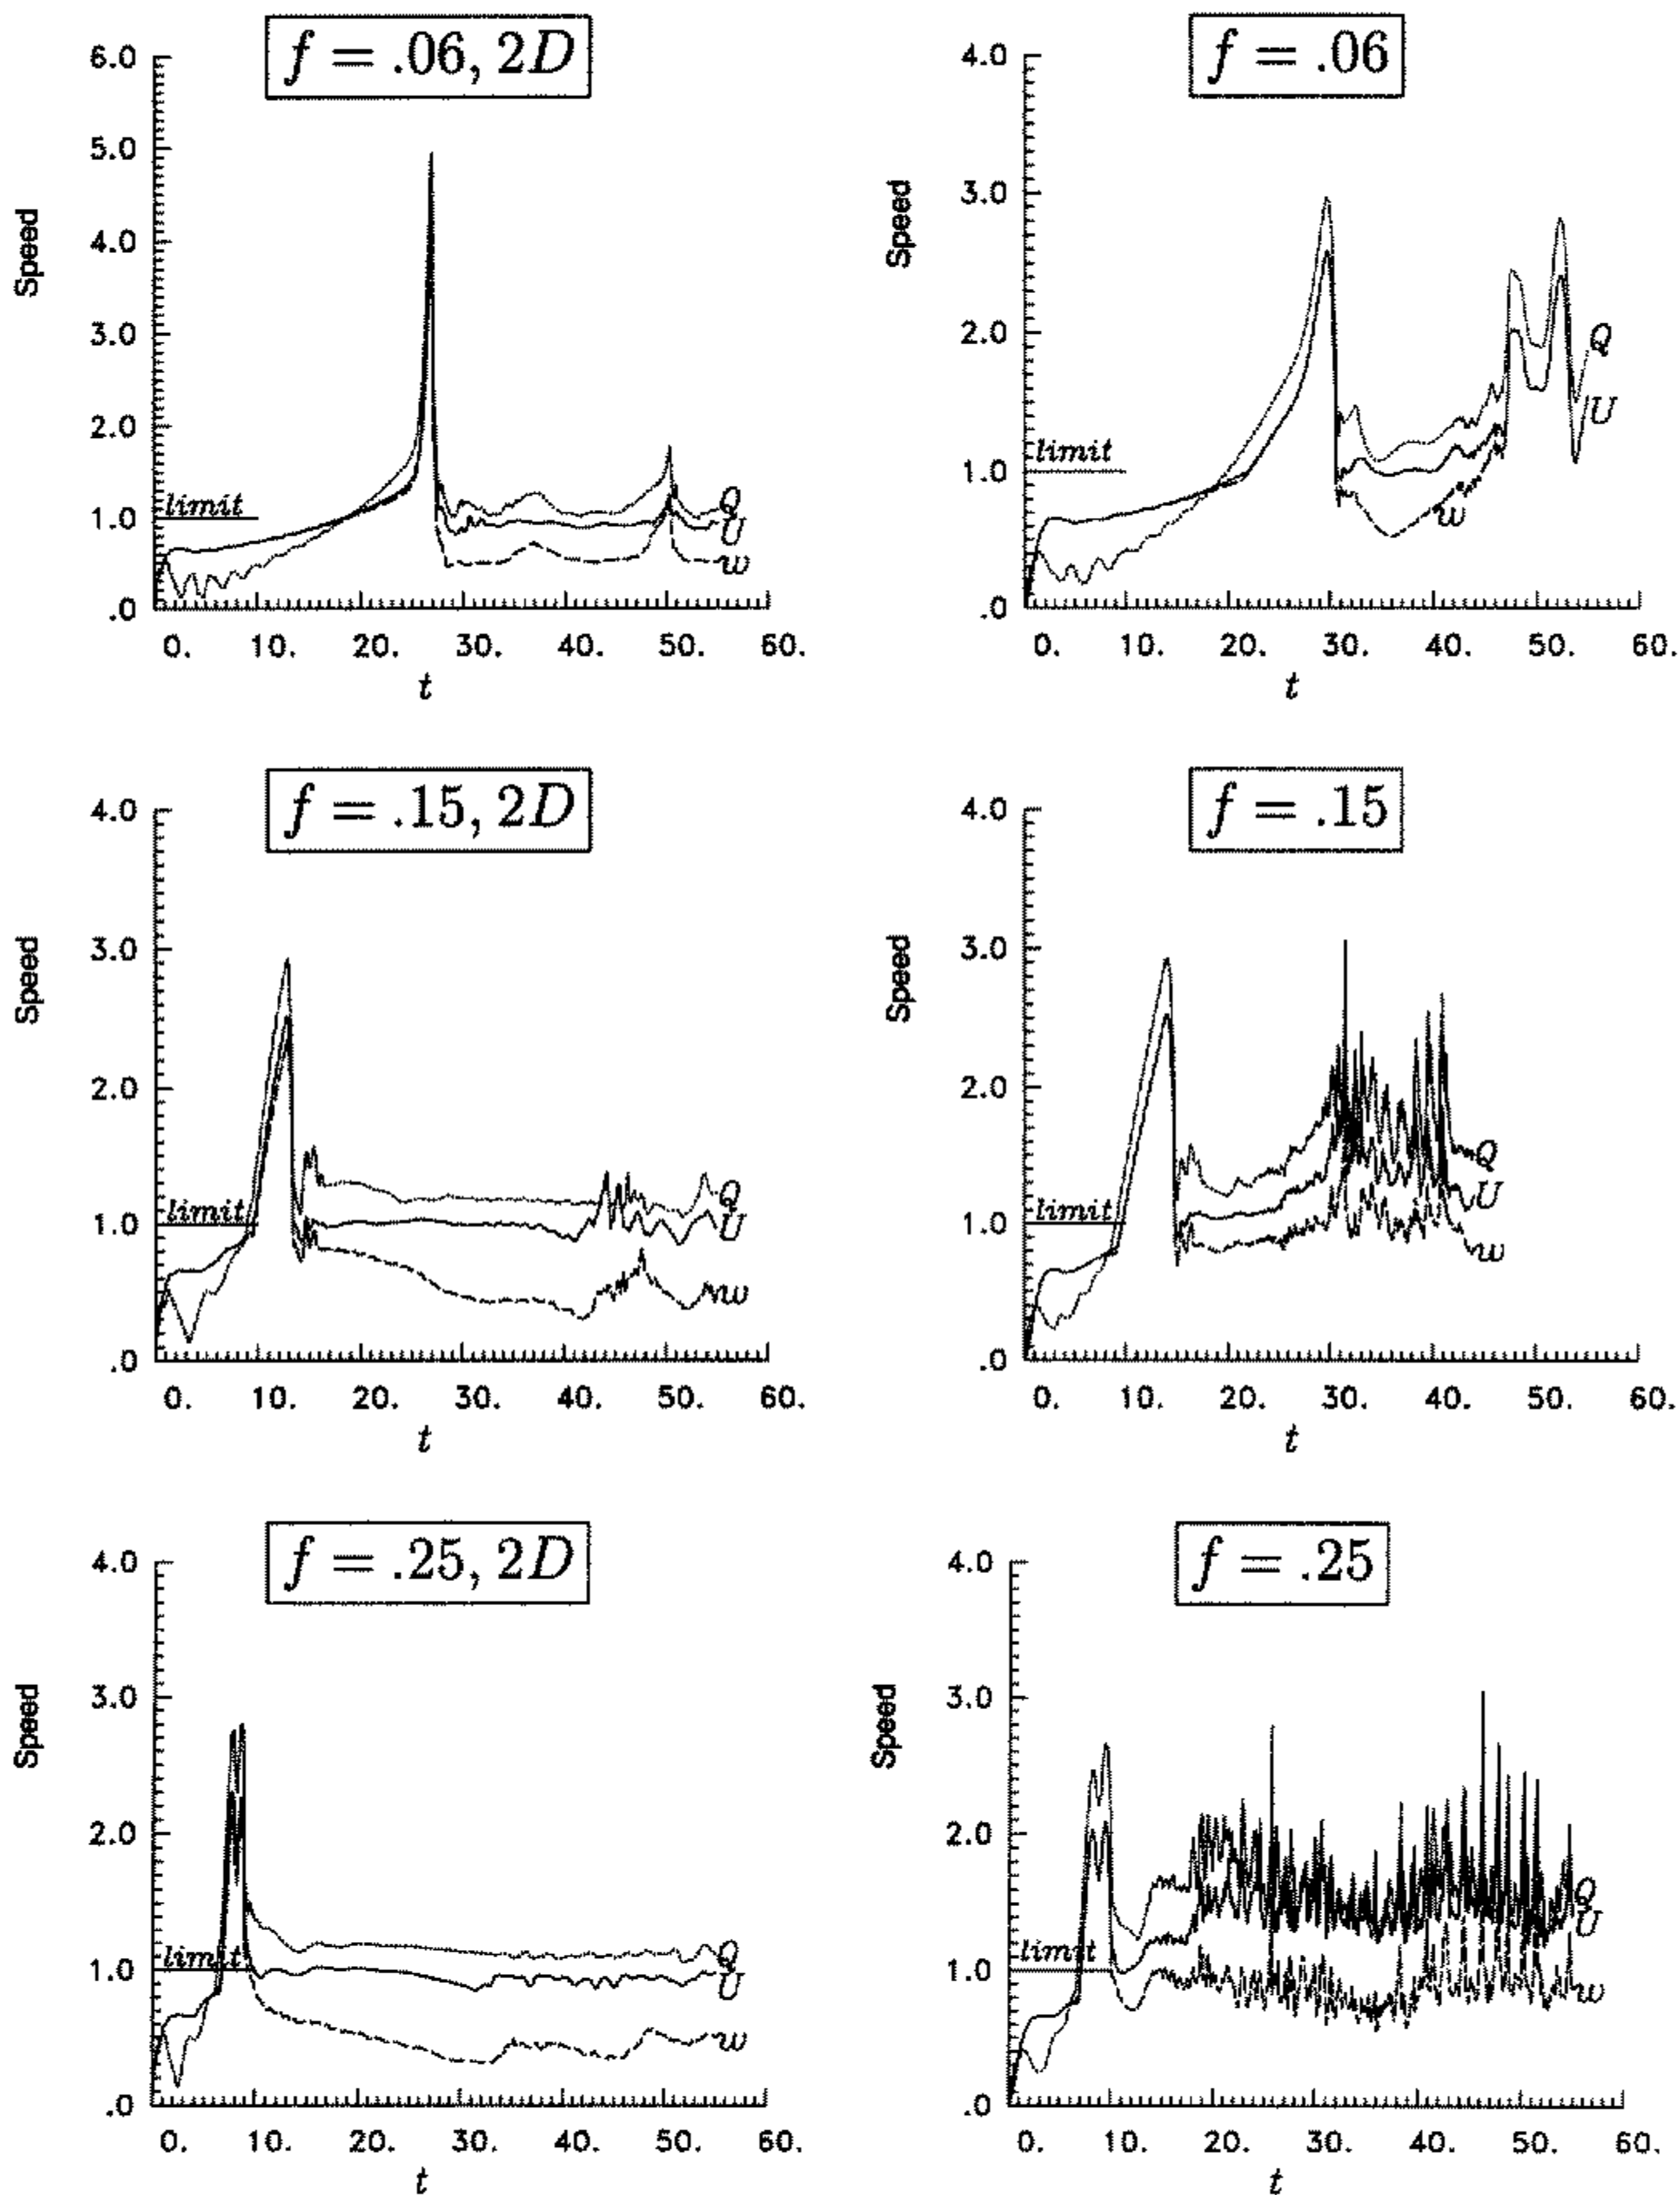 f = .06, 2D
6.0
5.0
4.0
3.0
2.0
1.0
.0
Speed
limit
Q
U
w
0. 10. 20. 30. 40. 50. 60.
t
f = .06
4.0
3.0
2.0
1.0
.0
Speed
limit
Q
U
w
0. 10. 20. 30. 40. 50. 60.
t
f = .15, 2D
4.0
3.0
2.0
1.0
.0
Speed
limit
Q
U
w
0. 10. 20. 30. 40. 50. 60.
t
f = .15
4.0
3.0
2.0
1.0
.0
Speed
limit
Q
U
w
0. 10. 20. 30. 40. 50. 60.
t
f = .25, 2D
4.0
3.0
2.0
1.0
.0
Speed
limit
Q
U
w
0. 10. 20. 30. 40. 50. 60.
t
f = .25
4.0
3.0
2.0
1.0
.0
Speed
limit
Q
U
w
0. 10. 20. 30. 40. 50. 60.
t